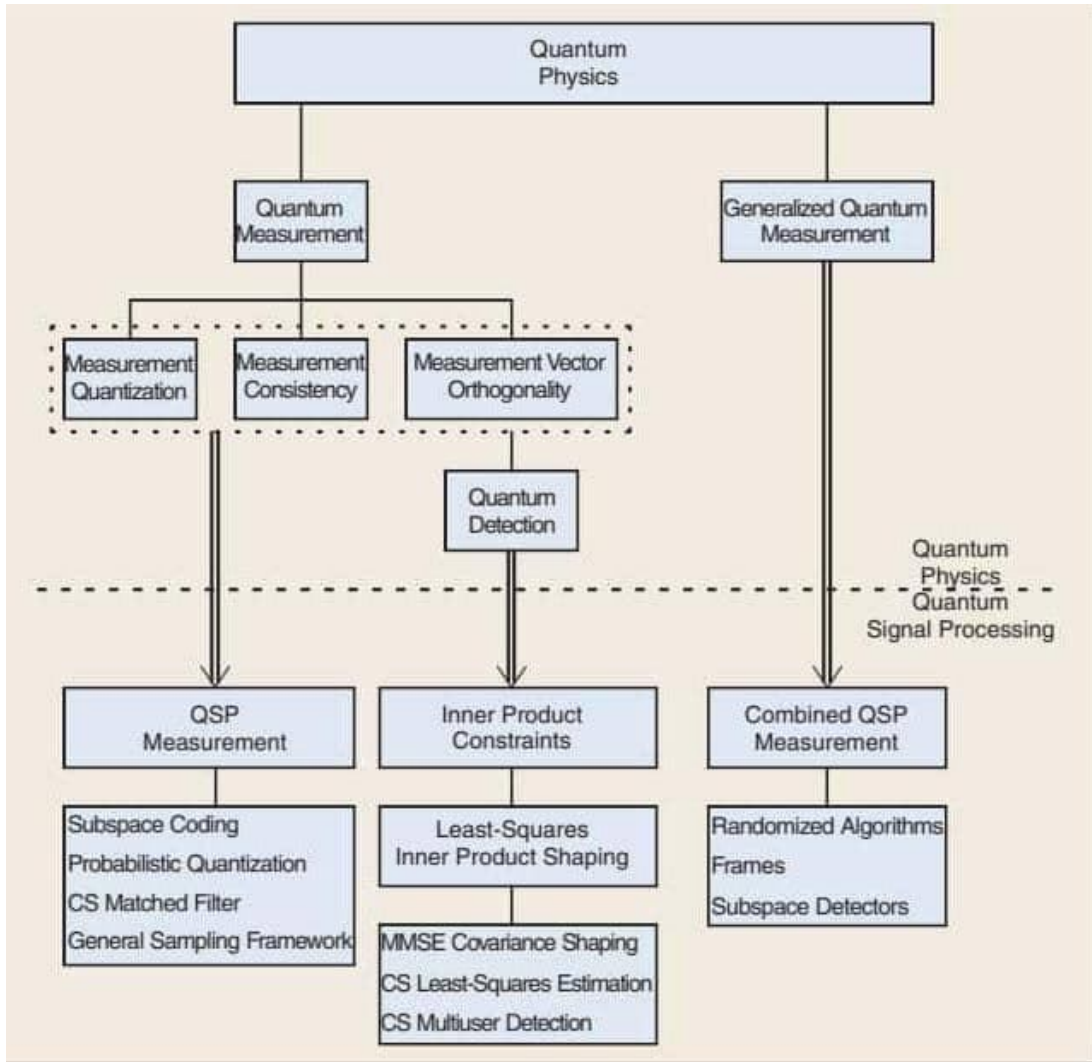 Quantum
Physics
Quantum
Measurement
Generalized Quantum
Measurement
Measurement
Quantization
Measurement
Consistency
Measurement Vector
Orthogonality
Quantum
Detection
Quantum
Physics
Quantum
Signal Processing
QSP
Measurement
Inner Product
Constraints
Combined QSP
Measurement
Subspace Coding
Probabilistic Quantization
CS Matched Filter
General Sampling Framework
Least-Squares
Inner Product Shaping
MMSE Covariance Shaping
CS Least-Squares Estimation
CS Multiuser Detection
Randomized Algorithms
Frames
Subspace Detectors